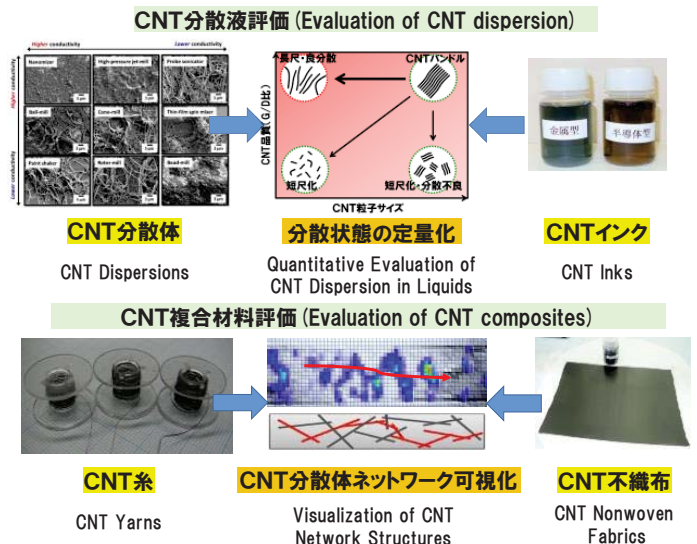 CNT分散液評価(Evaluation of CNT dispersion)
Higher conductivity
Lower conductivity
Higher conductivity
Lower conductivity
Nanomizer
High-pressure jet-mill
Probe sonicator
Ball-mill
Cone-mill
Thin-film spin mixer
Paint shaker
Rotor-mill
Bead-mill
CNT品質(G/D比)
長尺・良分散
CNTバンドル
短尺化
短尺化・分散不良
CNT粒子サイズ
金属型
半導体型
CNT分散体
分散状態の定量化
CNTインク
CNT Dispersions
Quantitative Evaluation of
CNT Dispersion in Liquids
CNT Inks
CNT複合材料評価(Evaluation of CNT composites)
CNT糸
CNT分散体ネットワーク可視化
CNT不織布
CNT Yarns
Visualization of CNT
Network Structures
CNT Nonwoven
Fabrics